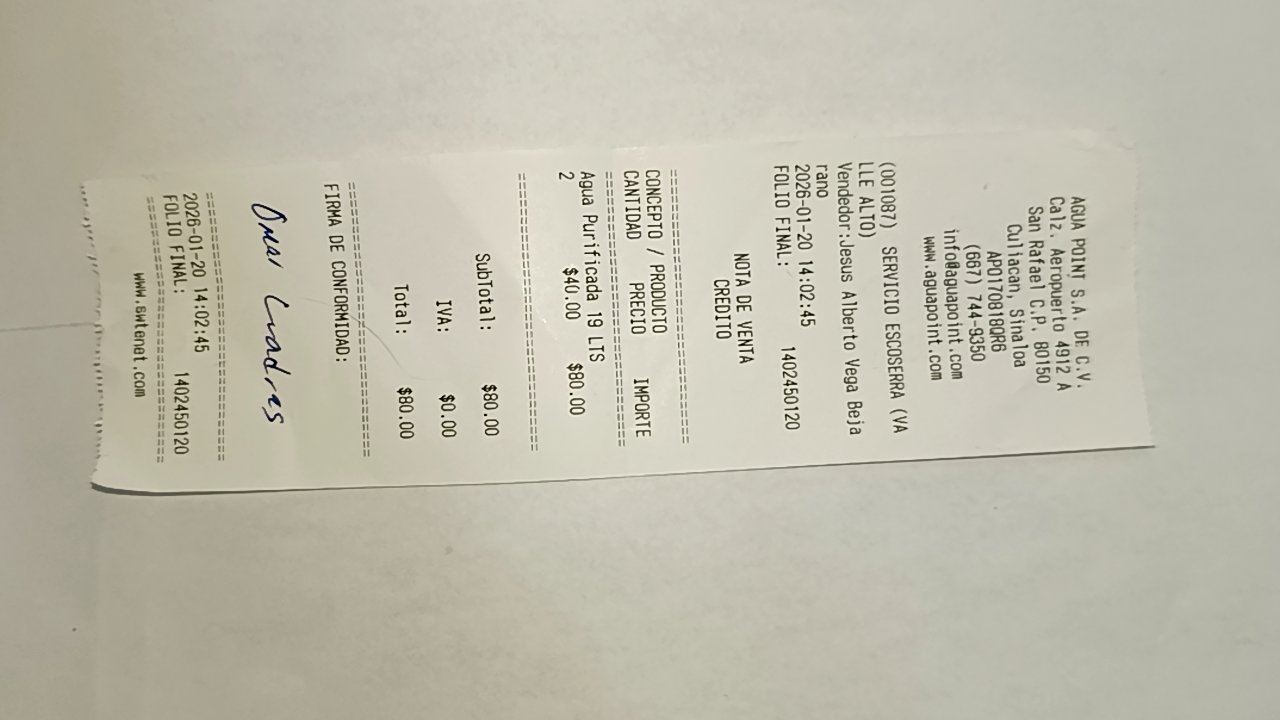 AGUA POINT S.A. DE C.V.
Calz. Aeropuerto 4912 A
San Rafael C.P. 80150
Culiacan, Sinaloa
APO170818QR6
(667) 744-9350
info@aguapoint.com
www.aguapoint.com
(001087) SERVICIO ESCOSERRA (VA
LLE ALTO)
Vendedor:Jesus Alberto Vega Beja
rano
2026-01-20 14:02:45
FOLIO FINAL: 1402450120
NOTA DE VENTA
CREDITO
================================
CONCEPTO / PRODUCTO
CANTIDAD PRECIO IMPORTE
================================
Agua Purificada 19 LTS
2 $40.00 $80.00
================================
SubTotal: $80.00
IVA: $0.00
Total: $80.00
================================
FIRMA DE CONFORMIDAD:
Omar Cuadras
================================
2026-01-20 14:02:45
FOLIO FINAL: 1402450120
================================
www.ewtenet.com